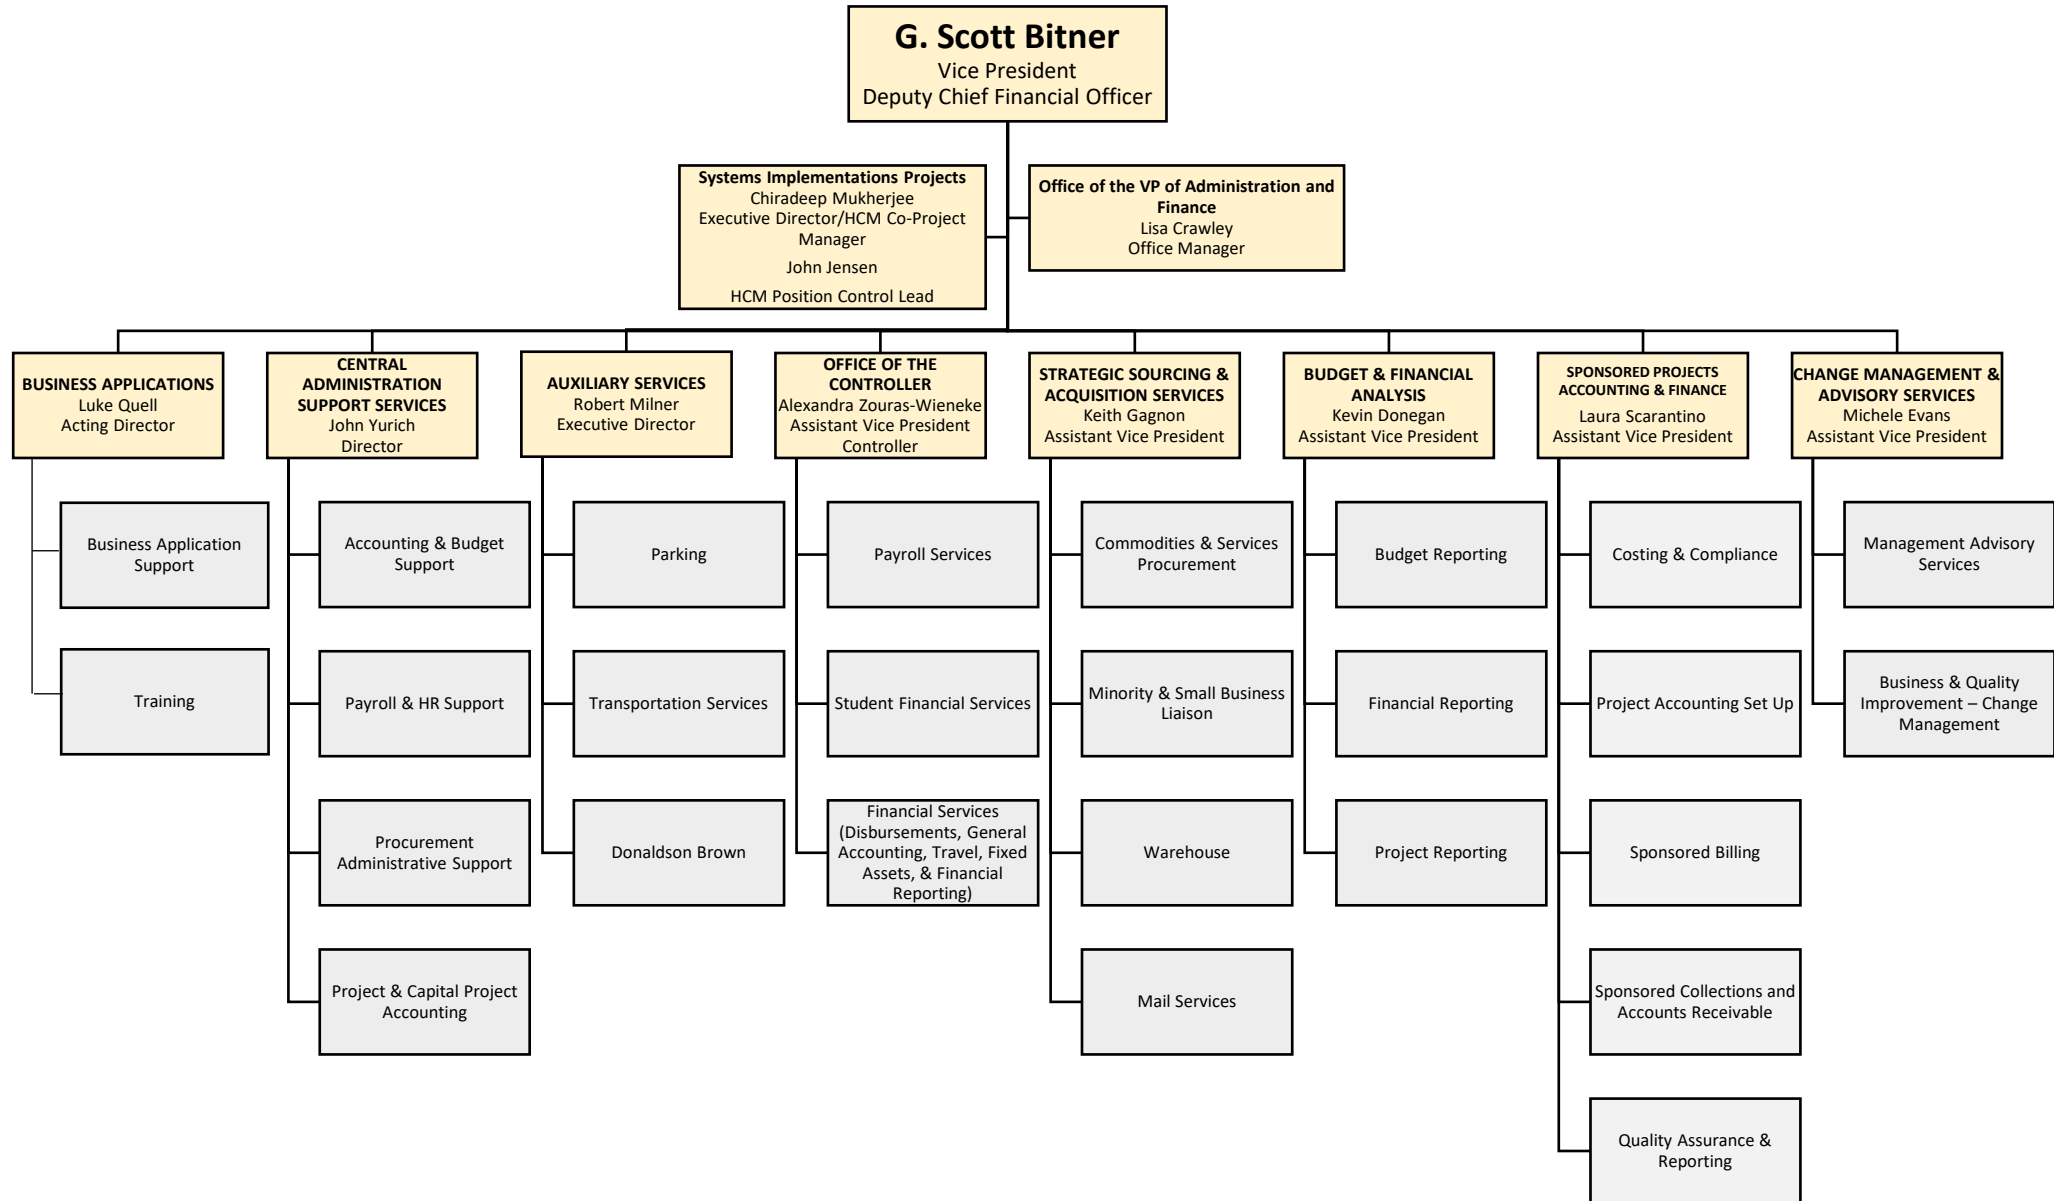 G. Scott Bitner
Vice President
Deputy Chief Financial Officer
Systems Implementations Projects
Chiradeep Mukherjee
Executive Director/HCM Co-Project
Manager
John Jensen
HCM Position Control Lead
Office of the VP of Administration and
Finance
Lisa Crawley
Office Manager
BUSINESS APPLICATIONS
Luke Quell
Acting Director
CENTRAL
ADMINISTRATION
SUPPORT SERVICES
John Yurich
Director
AUXILIARY SERVICES
Robert Milner
Executive Director
OFFICE OF THE
CONTROLLER
Alexandra Zouras-Wieneke
Assistant Vice President
Controller
STRATEGIC SOURCING &
ACQUISITION SERVICES
Keith Gagnon
Assistant Vice President
BUDGET & FINANCIAL
ANALYSIS
Kevin Donegan
Assistant Vice President
SPONSORED PROJECTS
ACCOUNTING & FINANCE
Laura Scarantino
Assistant Vice President
CHANGE MANAGEMENT &
ADVISORY SERVICES
Michele Evans
Assistant Vice President
Business Application
Support
Training
Accounting & Budget
Support
Payroll & HR Support
Procurement
Administrative Support
Project & Capital Project
Accounting
Parking
Transportation Services
Donaldson Brown
Payroll Services
Student Financial Services
Financial Services
(Disbursements, General
Accounting, Travel, Fixed
Assets, & Financial
Reporting)
Commodities & Services
Procurement
Minority & Small Business
Liaison
Warehouse
Mail Services
Budget Reporting
Financial Reporting
Project Reporting
Costing & Compliance
Project Accounting Set Up
Sponsored Billing
Sponsored Collections and
Accounts Receivable
Quality Assurance &
Reporting
Management Advisory
Services
Business & Quality
Improvement – Change
Management